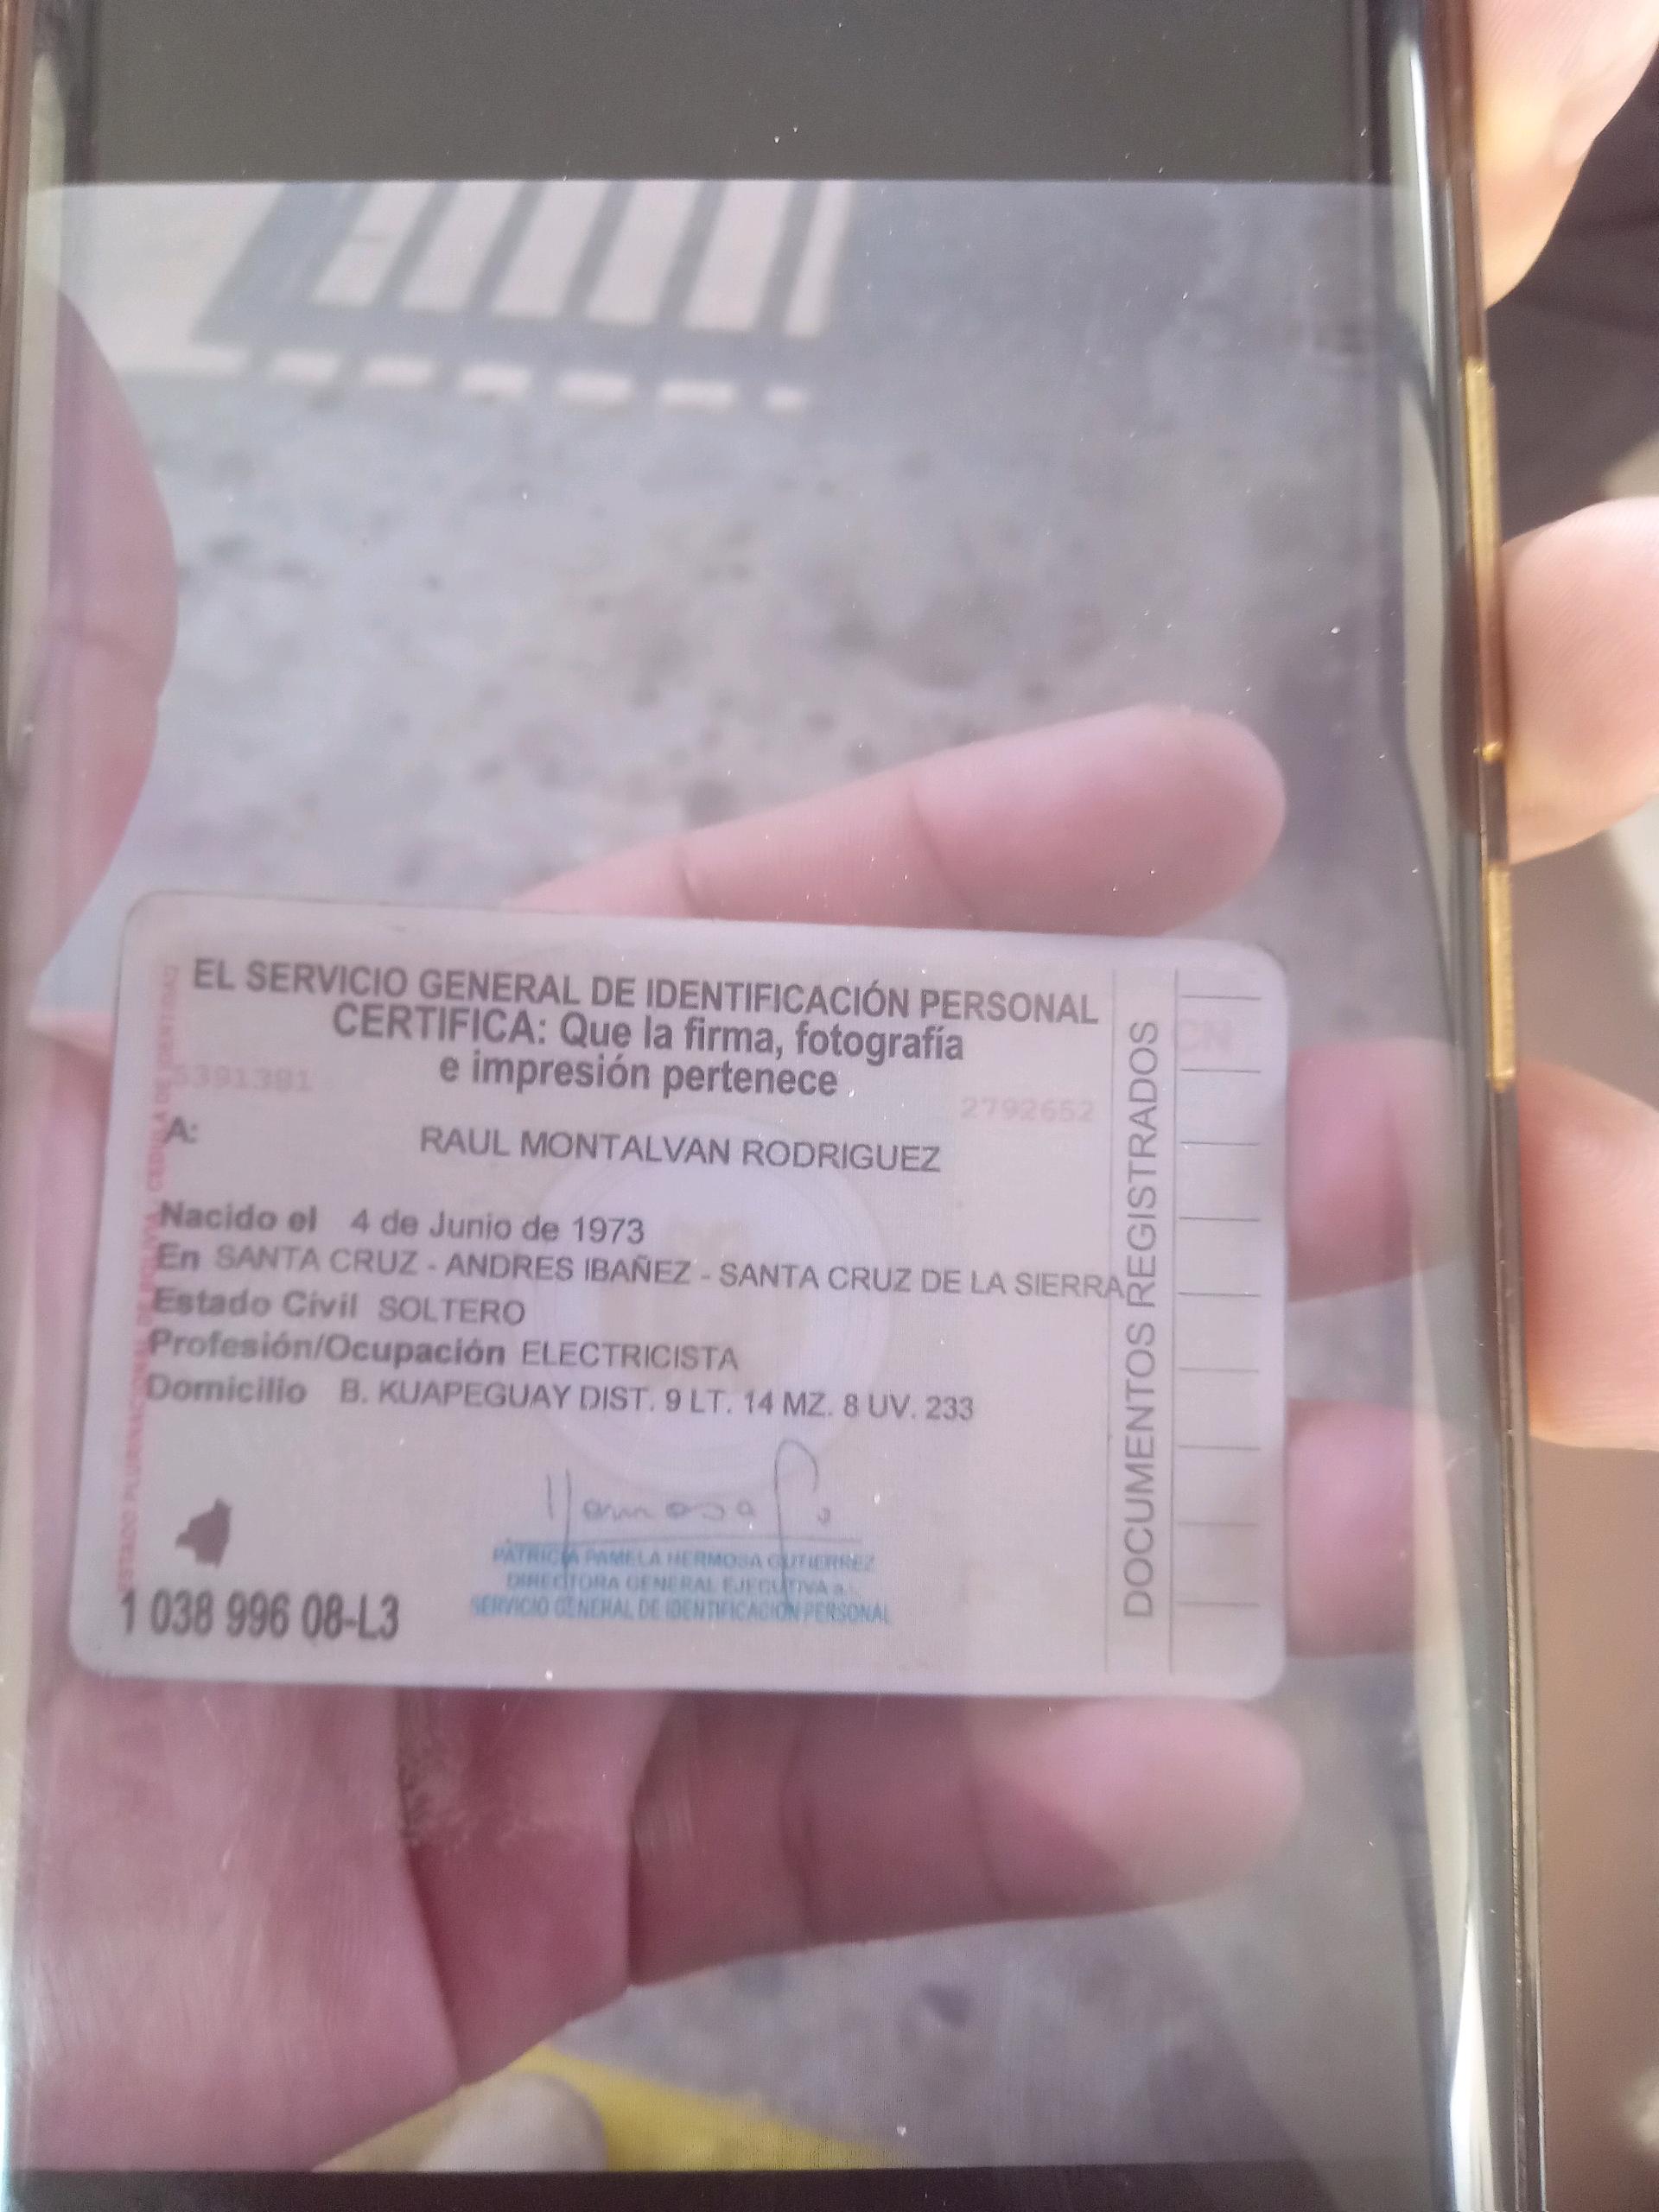 EL SERVICIO GENERAL DE IDENTIFICACIÓN PERSONAL
CERTIFICA: Que la firma, fotografía
e impresión pertenece
5391381
2792652
A: RAUL MONTALVAN RODRIGUEZ
Nacido el 4 de Junio de 1973
En SANTA CRUZ - ANDRES IBAÑEZ - SANTA CRUZ DE LA SIERRA
Estado Civil SOLTERO
Profesión/Ocupación ELECTRICISTA
Domicilio B. KUAPEGUAY DIST. 9 LT. 14 MZ. 8 UV. 233
Hermosa
PATRICIA PAMELA HERMOSA GUTIERREZ
DIRECTORA GENERAL EJECUTIVA a.i.
SERVICIO GENERAL DE IDENTIFICACIÓN PERSONAL
1 038 996 08-L3
ESTADO PLURINACIONAL DE BOLIVIA CEDULA DE IDENTIDAD
DOCUMENTOS REGISTRADOS
CN